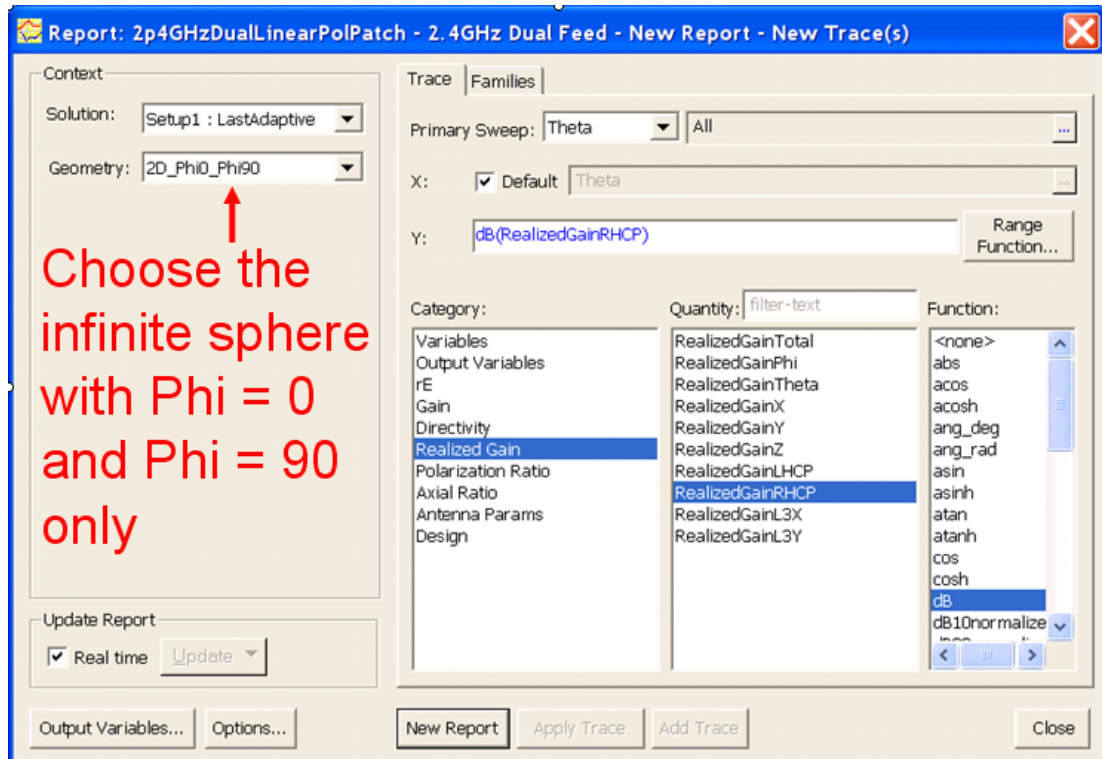 Report: 2p4GHzDualLinearPolPatch - 2.4GHz Dual Feed - New Report - New Trace(s)
Context
Solution: Setup1 : LastAdaptive
Geometry: 2D_Phi0_Phi90
Choose the
infinite sphere
with Phi = 0
and Phi = 90
only
Update Report
Real time Update
Output Variables... Options...
Trace Families
Primary Sweep: Theta All ...
X: Default Theta ...
Y: dB(RealizedGainRHCP)
Range
Function...
Category:
Variables
Output Variables
rE
Gain
Directivity
Realized Gain
Polarization Ratio
Axial Ratio
Antenna Params
Design
Quantity: filter-text
RealizedGainTotal
RealizedGainPhi
RealizedGainTheta
RealizedGainX
RealizedGainY
RealizedGainZ
RealizedGainLHCP
RealizedGainRHCP
RealizedGainL3X
RealizedGainL3Y
Function:
<none>
abs
acos
acosh
ang_deg
ang_rad
asin
asinh
atan
atanh
cos
cosh
dB
dB10normalize
New Report Apply Trace Add Trace Close